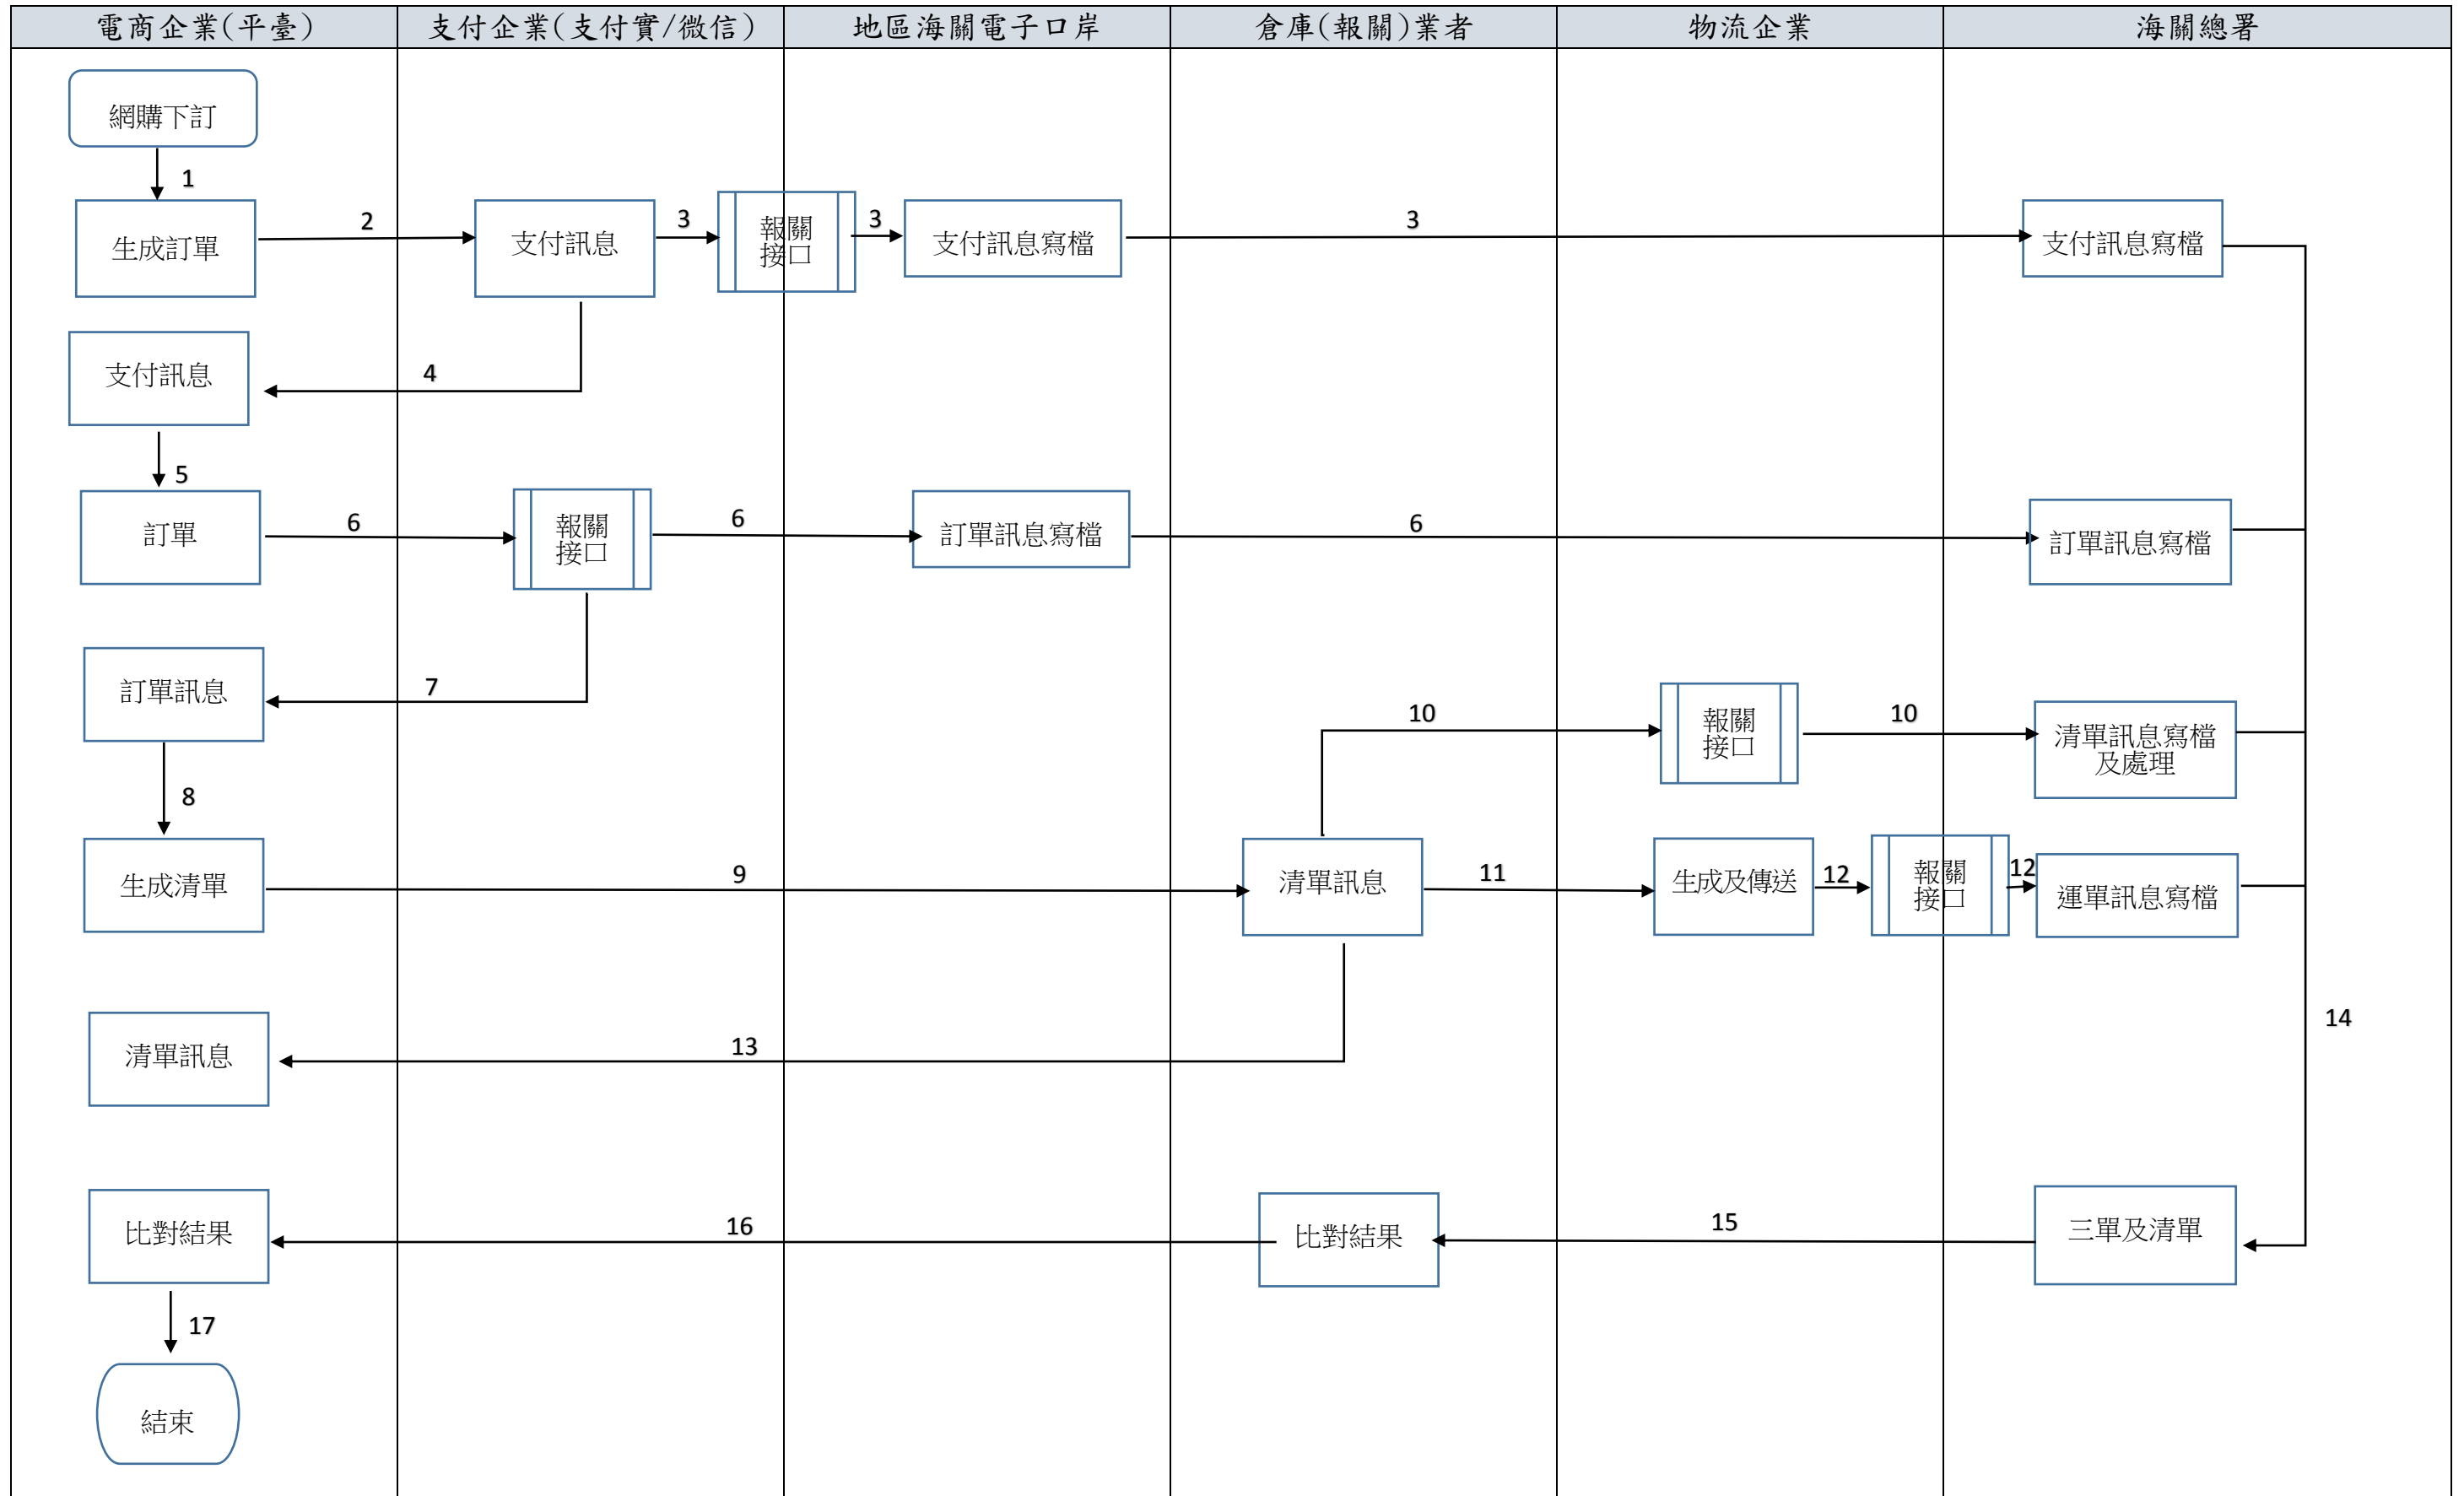 電商企業(平臺)
支付企業(支付實/微信)
地區海關電子口岸
倉庫(報關)業者
物流企業
海關總署
網購下訂
1
生成訂單
2
支付訊息
3
報關
接口
3
支付訊息寫檔
3
支付訊息寫檔
支付訊息
4
5
訂單
6
報關
接口
6
訂單訊息寫檔
6
訂單訊息寫檔
訂單訊息
7
10
報關
接口
10
清單訊息寫檔
及處理
8
生成清單
9
清單訊息
11
生成及傳送
12
報關
接口
12
運單訊息寫檔
清單訊息
13
14
比對結果
16
比對結果
15
三單及清單
17
結束